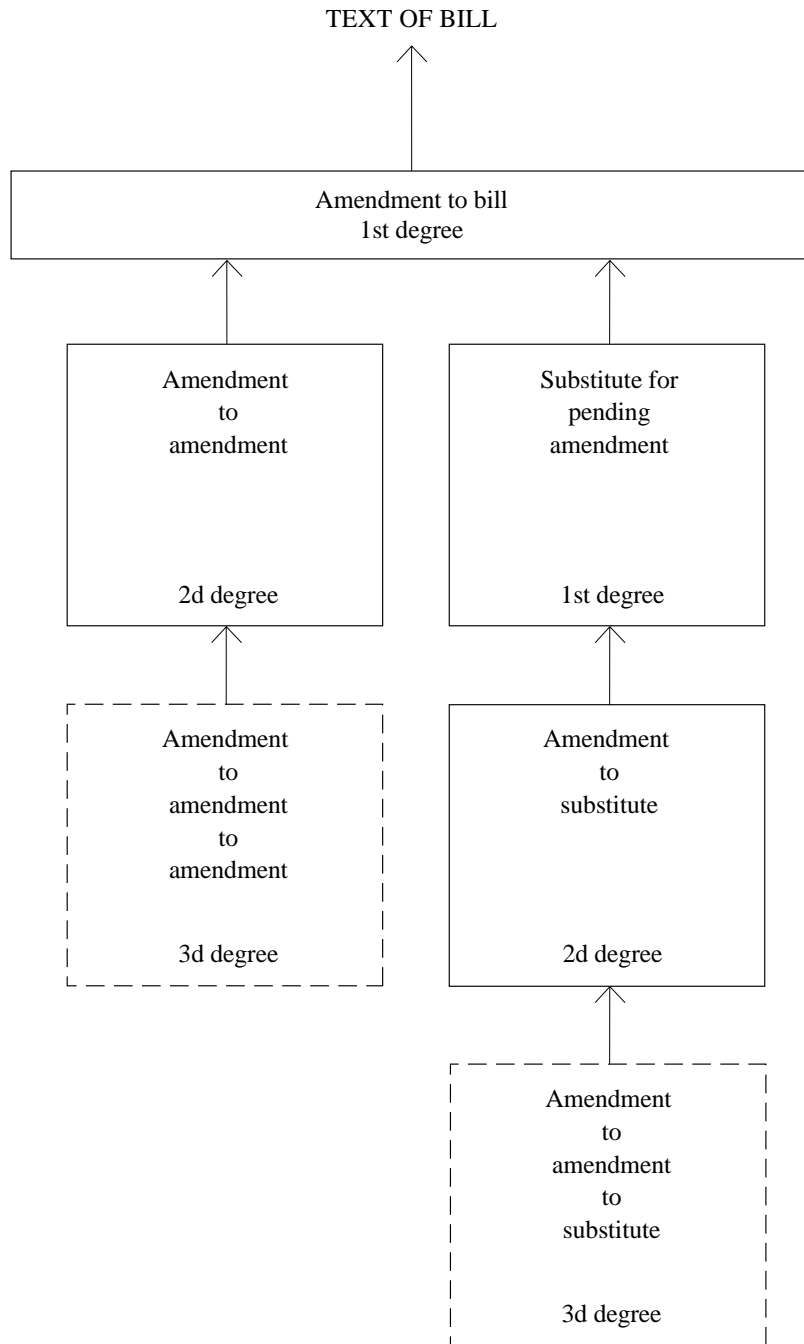 TEXT OF BILL
Amendment to bill
1st degree
Amendment
to
amendment
2d degree
Substitute for
pending
amendment
1st degree
Amendment
to
amendment
to
amendment
3d degree
Amendment
to
substitute
2d degree
Amendment
to
amendment
to
substitute
3d degree